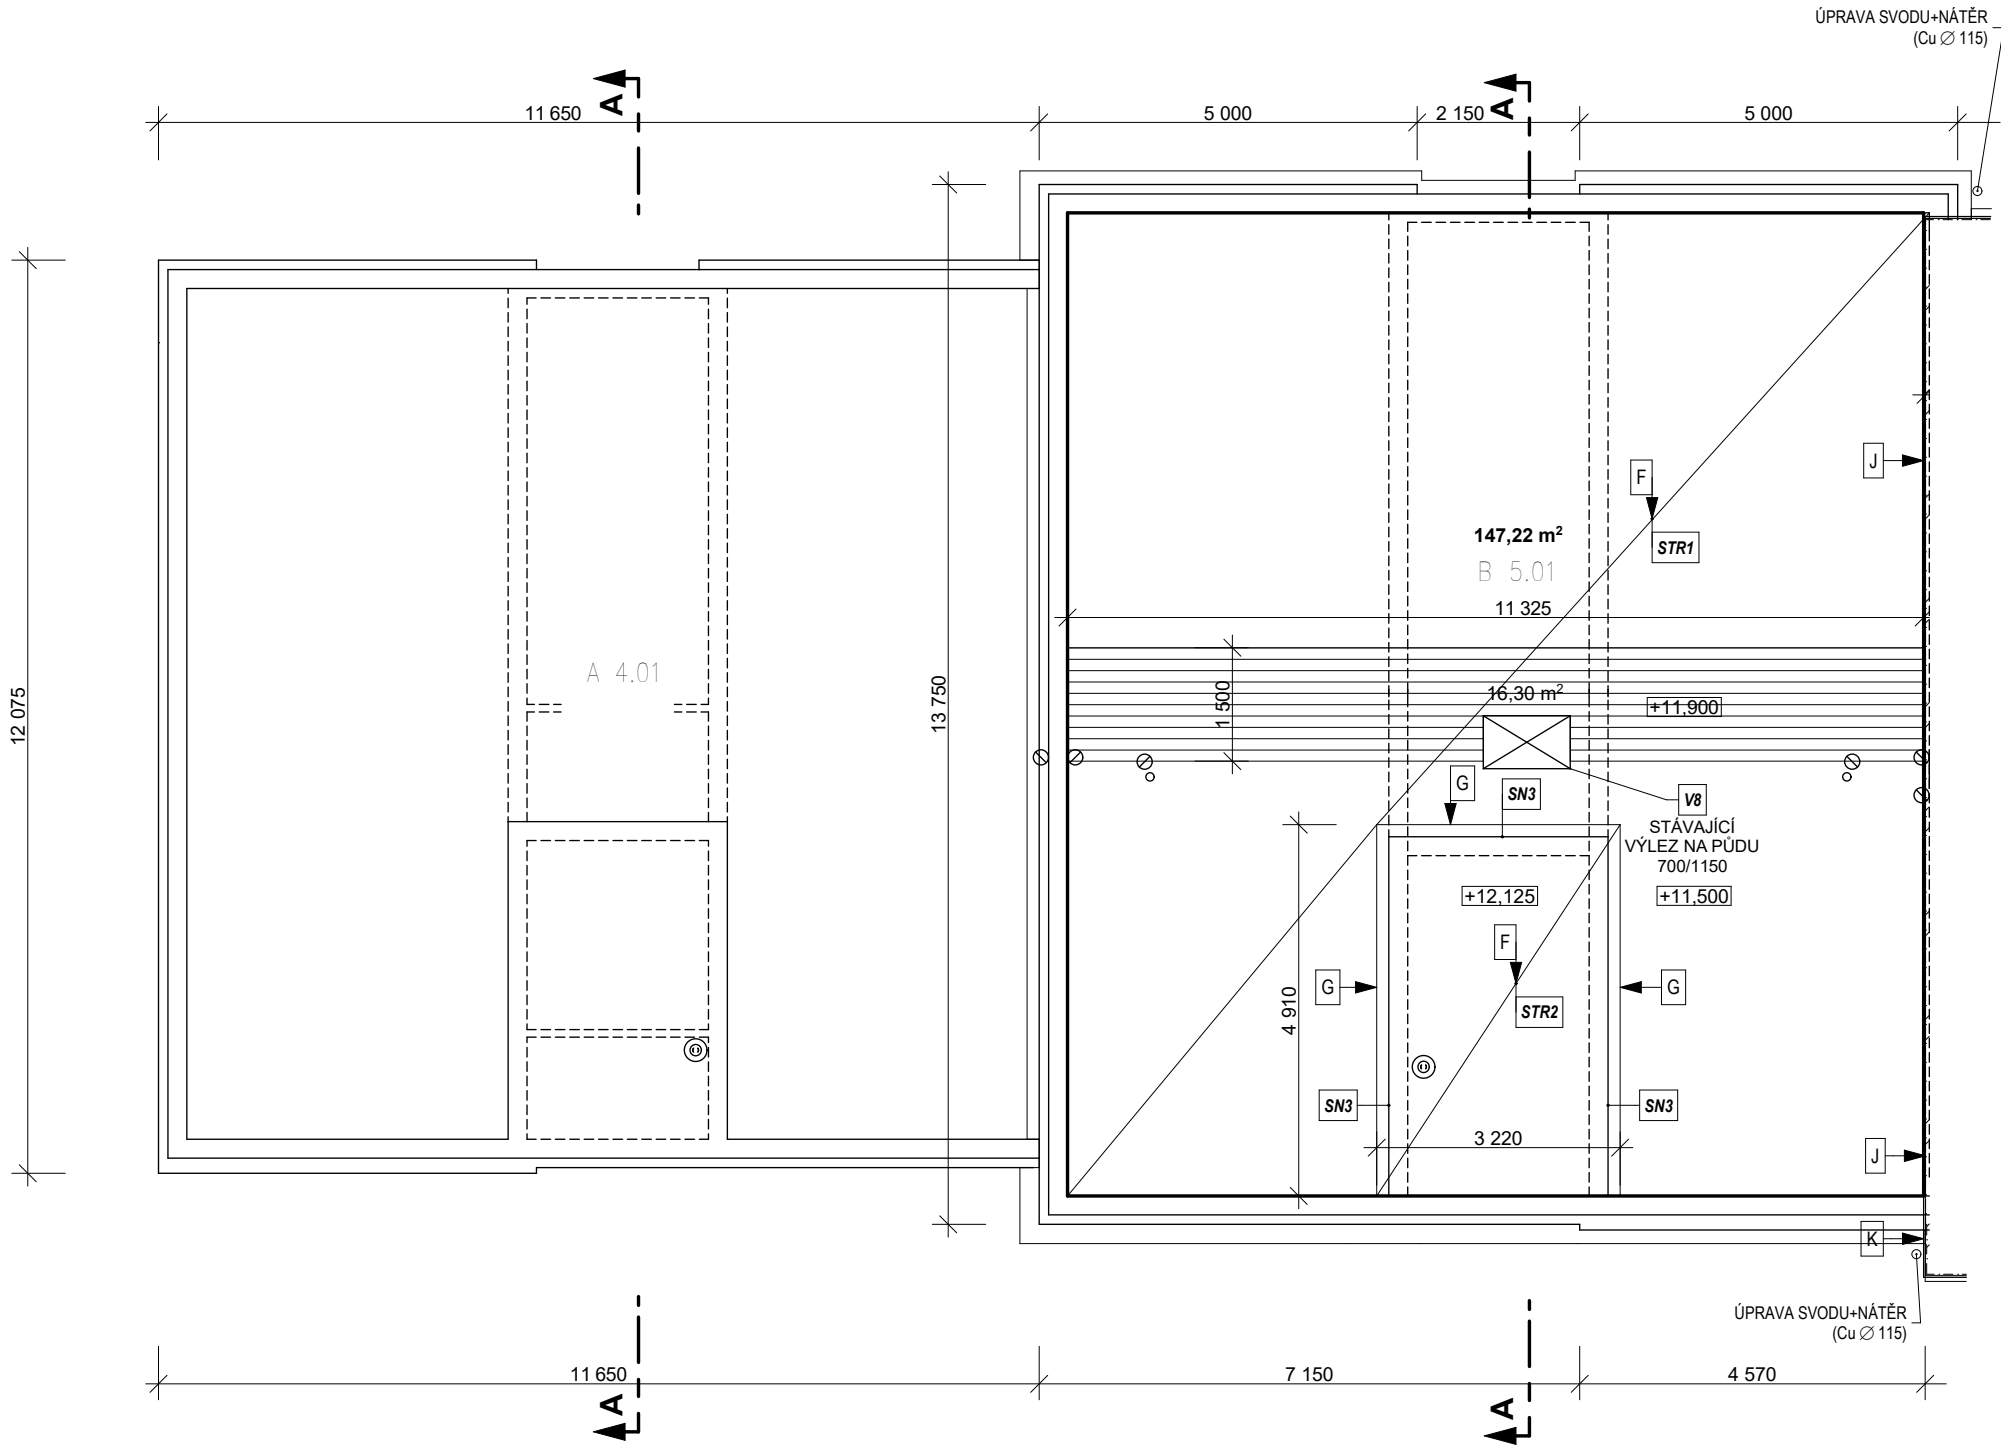 ÚPRAVA SVODU+NÁTĚR
(Cu ∅ 115)
A
A
11 650
5 000
2 150
5 000
F
J
STR1
147,22 m²
B 5.01
11 325
A 4.01
12 075
13 750
1 500
16,30 m²
+11,900
G
SN3
V8
STÁVAJÍCÍ
VÝLEZ NA PŮDU
700/1150
+12,125
+11,500
F
G
G
STR2
4 910
SN3
SN3
3 220
J
K
ÚPRAVA SVODU+NÁTĚR
(Cu ∅ 115)
11 650
7 150
4 570
A
A